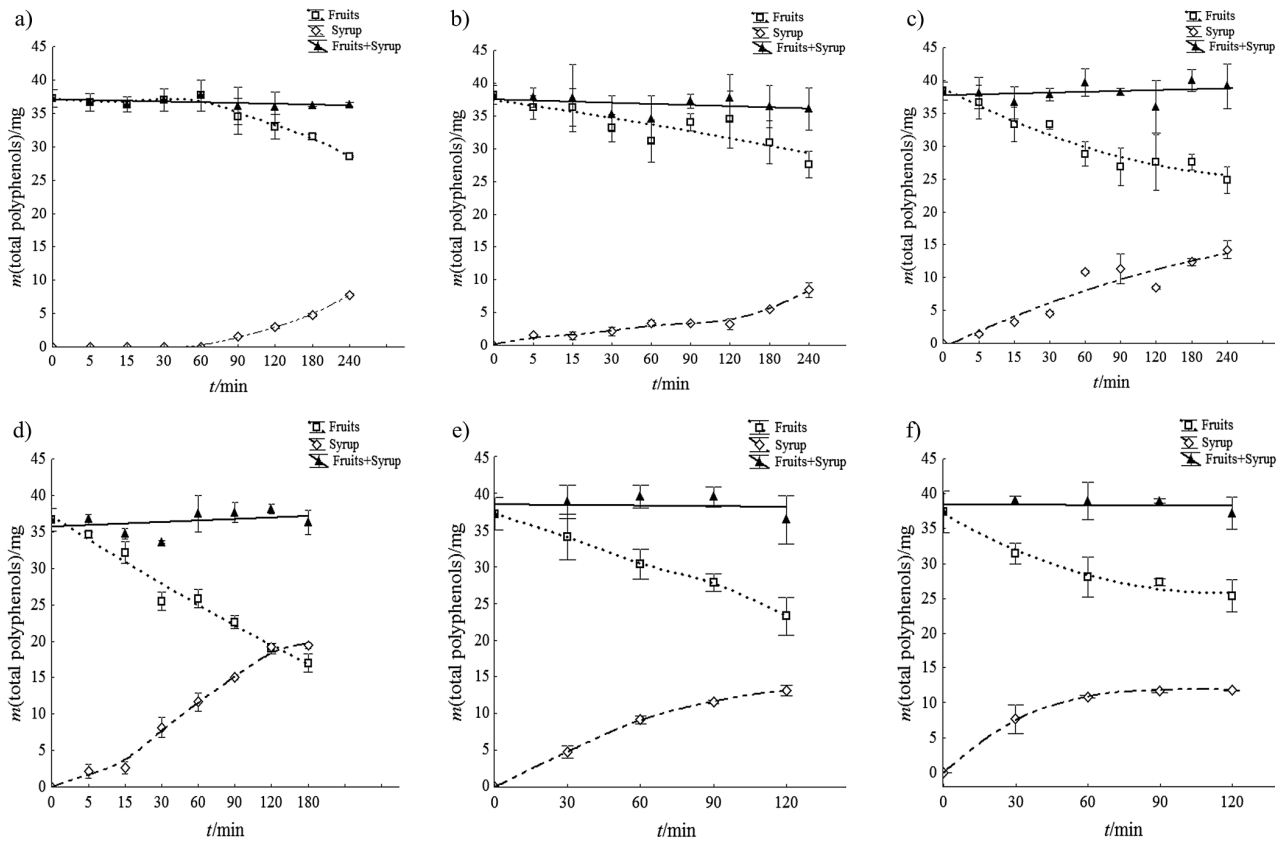 a)
Fruits
Syrup
Fruits+Syrup
m(total polyphenols)/mg
45
40
35
30
25
20
15
10
5
0
0 5 15 30 60 90 120 180 240
t/min
b)
Fruits
Syrup
Fruits+Syrup
m(total polyphenols)/mg
45
40
35
30
25
20
15
10
5
0
0 5 15 30 60 90 120 180 240
t/min
c)
Fruits
Syrup
Fruits+Syrup
m(total polyphenols)/mg
45
40
35
30
25
20
15
10
5
0
0 5 15 30 60 90 120 180 240
t/min
d)
Fruits
Syrup
Fruits+Syrup
m(total polyphenols)/mg
45
40
35
30
25
20
15
10
5
0
0 5 15 30 60 90 120 180
t/min
e)
Fruits
Syrup
Fruits+Syrup
m(total polyphenols)/mg
45
40
35
30
25
20
15
10
5
0
0 30 60 90 120
t/min
f)
Fruits
Syrup
Fruits+Syrup
m(total polyphenols)/mg
45
40
35
30
25
20
15
10
5
0
0 30 60 90 120
t/min